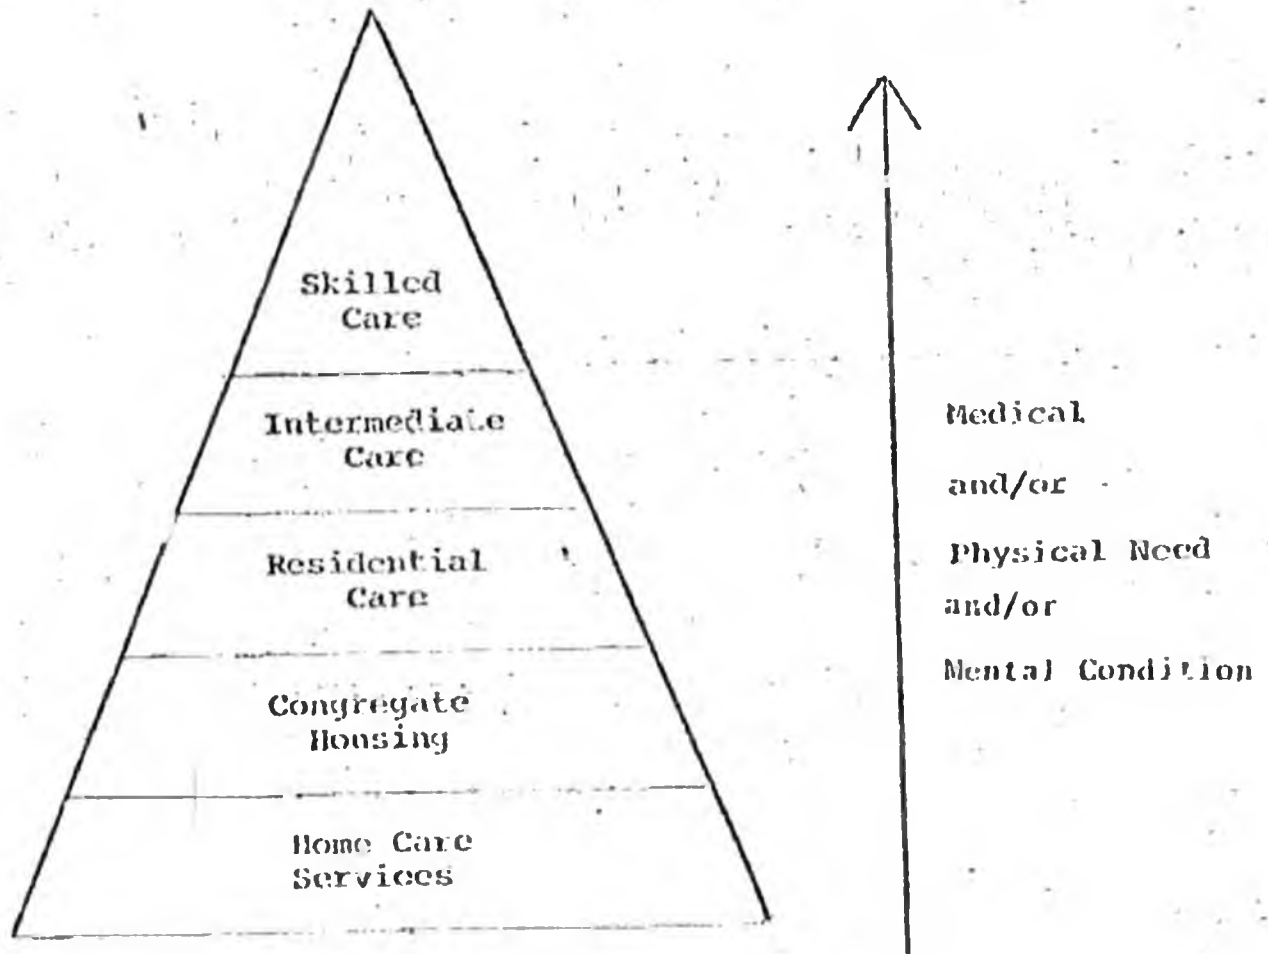 Skilled
Care
Intermediate
Care
Residential
Care
Congregate
Housing
Home Care
Services
Medical
and/or
Physical Need
and/or
Mental Condition